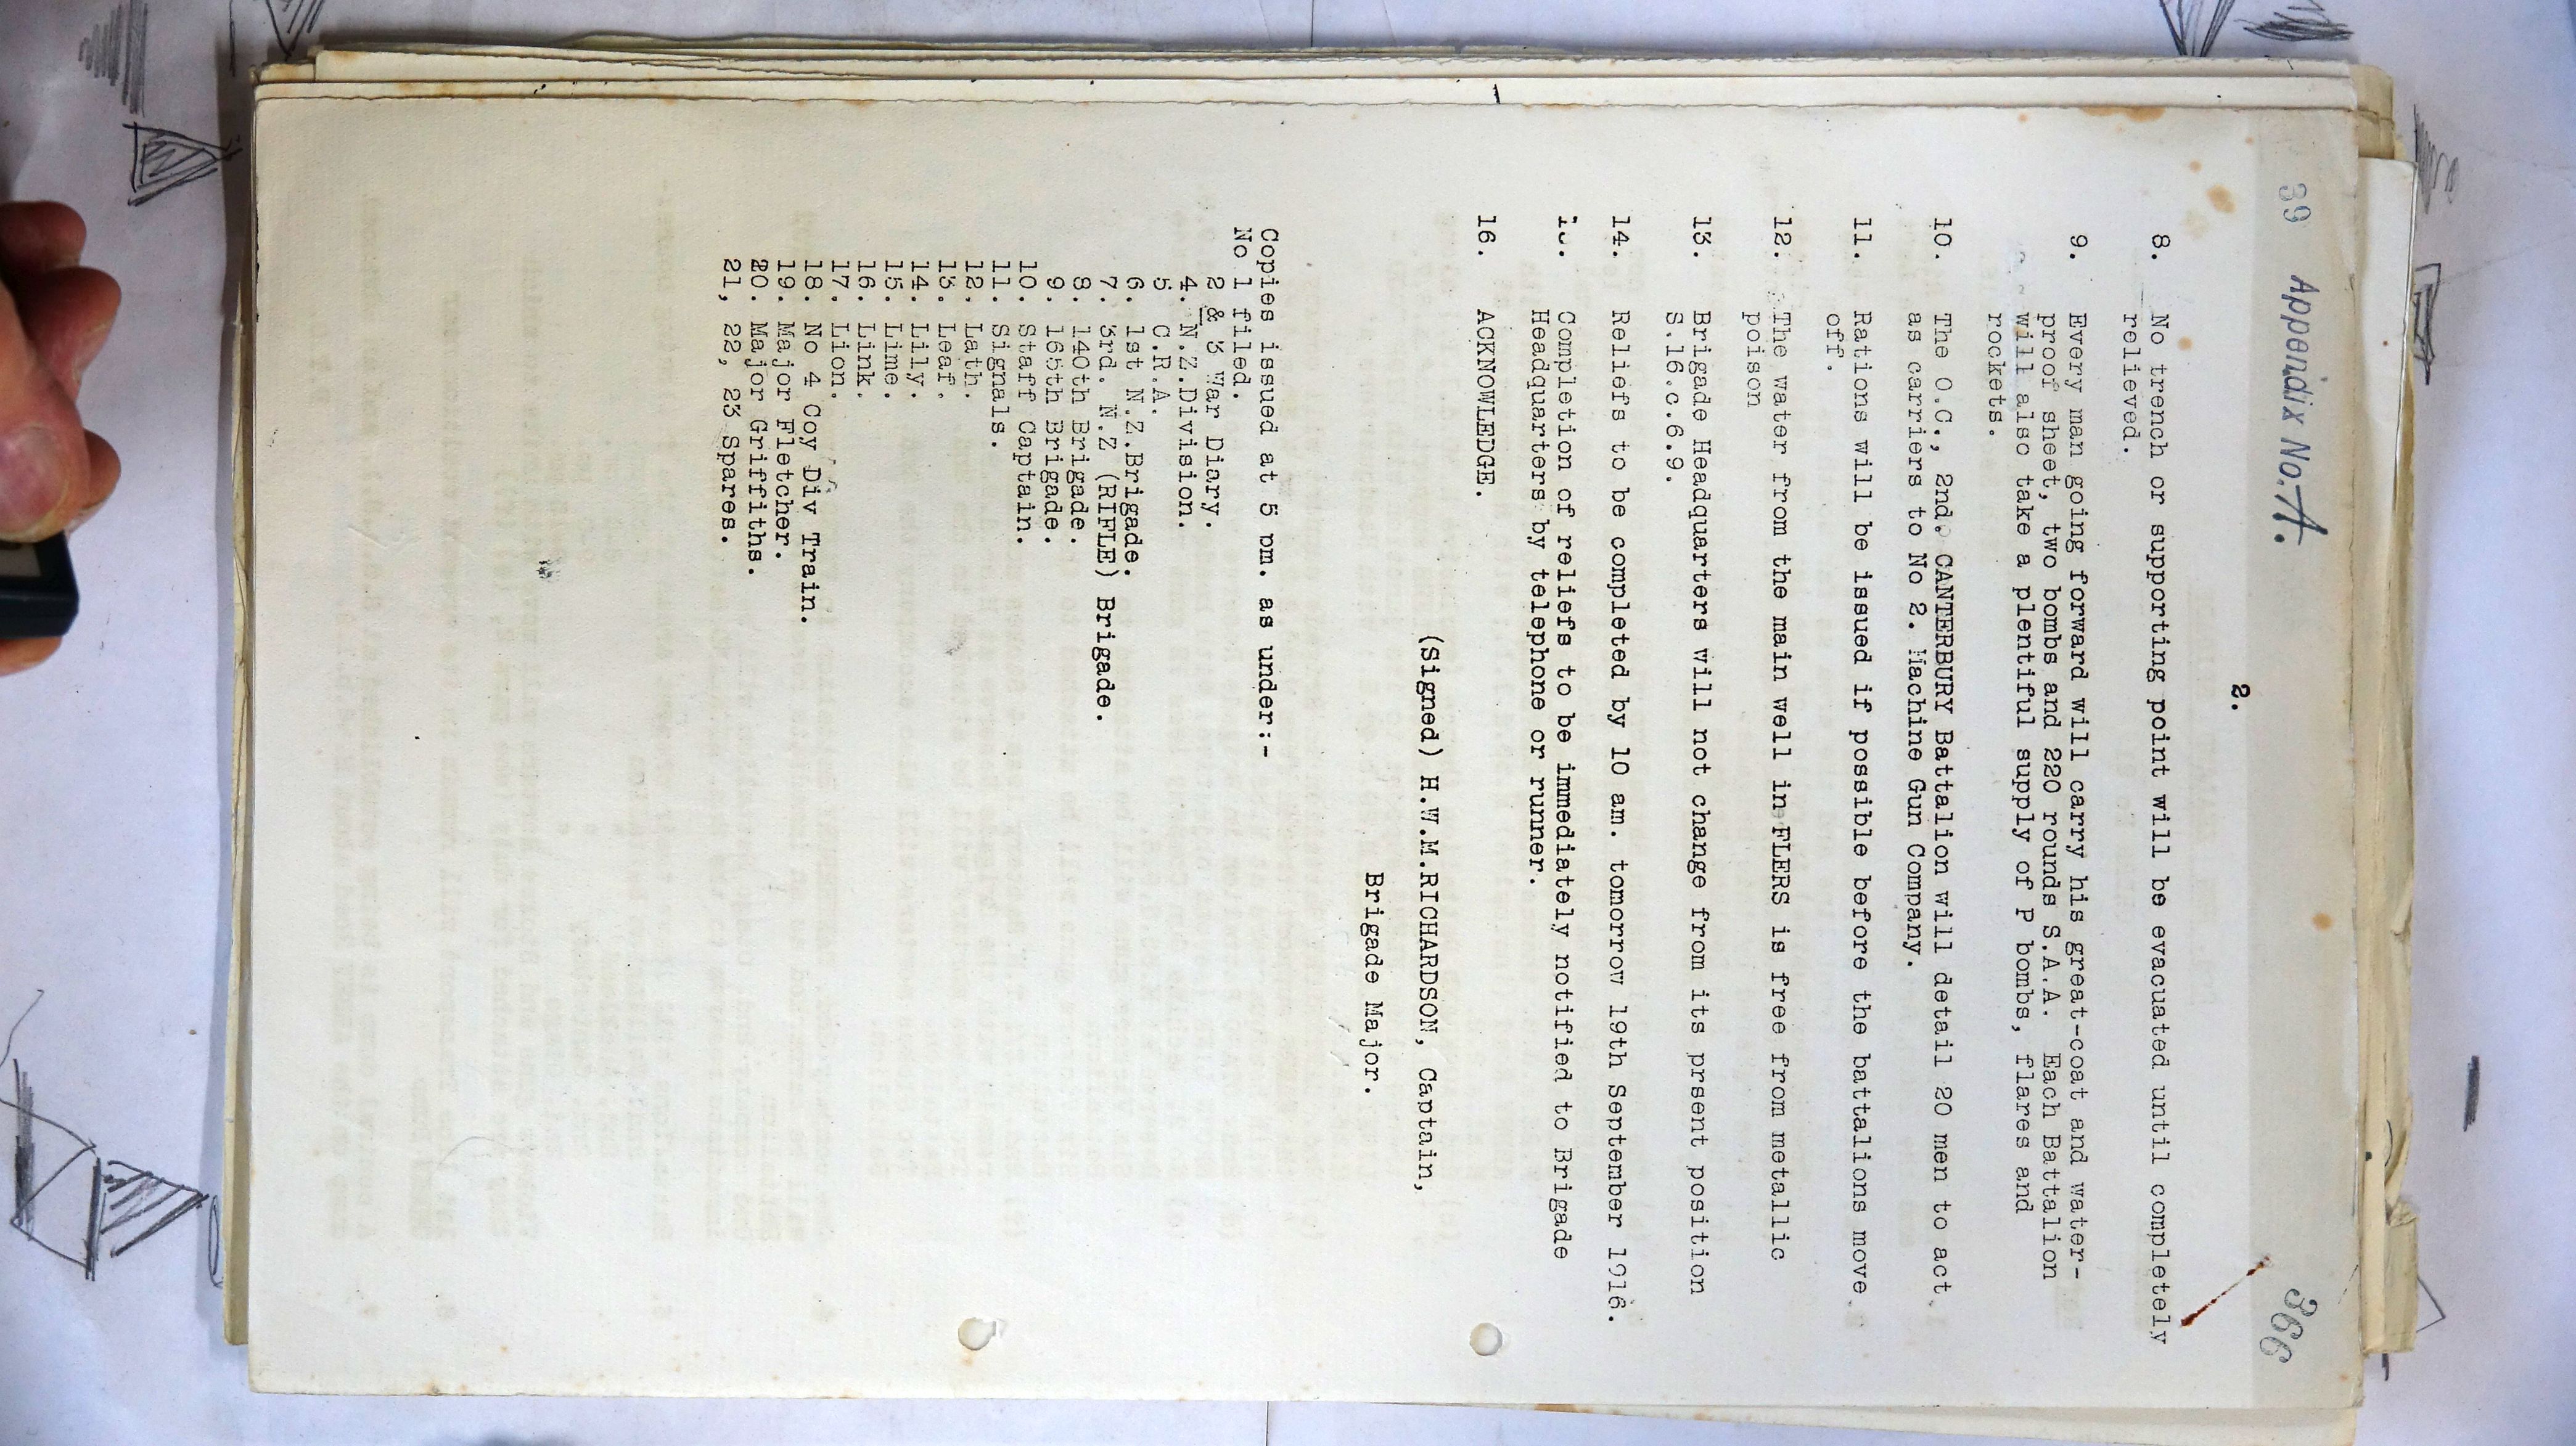 39 Appendix No. A.
366
2.
8. No trench or supporting point will be evacuated until completely
relieved.
9. Every man going forward will carry his great-coat and water-
proof sheet, two bombs and 220 rounds S.A.A. Each Battalion
will also take a plentiful supply of P bombs, flares and
rockets.
10. The O.C., 2nd. CANTERBURY Battalion will detail 20 men to act
as carriers to No 2. Machine Gun Company.
11. Rations will be issued if possible before the battalions move
off.
12. The water from the main well in FLERS is free from metallic
poison
13. Brigade Headquarters will not change from its prsent position
S.16.c.6.9.
14. Reliefs to be completed by 10 am. tomorrow 19th September 1916.
15. Completion of reliefs to be immediately notified to Brigade
Headquarters by telephone or runner.
16. ACKNOWLEDGE.
(Signed) H.W.M.RICHARDSON, Captain,
Brigade Major.
Copies issued at 5 pm. as under:-
No 1 filed.
2 & 3 War Diary.
4. N.Z.Division.
5 C.R.A.
6. 1st N.Z.Brigade.
7. 3rd. N.Z (RIFLE) Brigade.
8. 140th Brigade.
9. 165th Brigade.
10. Staff Captain.
11. Signals.
12. Lath.
13. Leaf.
14. Lily.
15. Lime.
16. Link.
17. Lion.
18. No 4 Coy Div Train.
19. Major Fletcher.
20. Major Griffiths.
21, 22, 23 Spares.